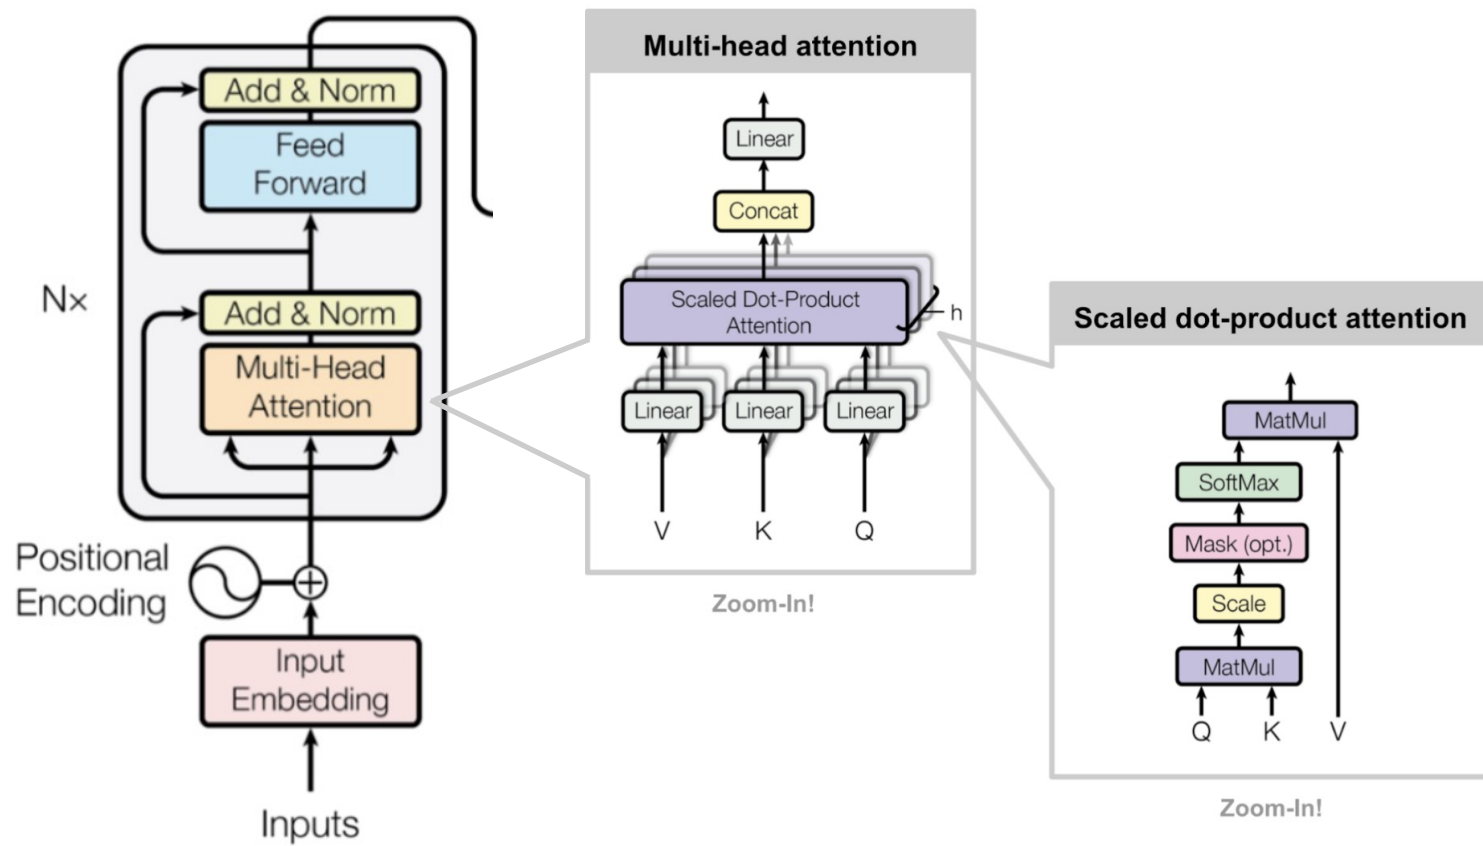 Add & Norm
Feed
Forward
N×
Add & Norm
Multi-Head
Attention
Positional
Encoding
Input
Embedding
Inputs
Multi-head attention
Linear
Concat
Scaled Dot-Product
Attention
h
Linear
Linear
Linear
V
K
Q
Zoom-In!
Scaled dot-product attention
MatMul
SoftMax
Mask (opt.)
Scale
MatMul
Q
K
V
Zoom-In!